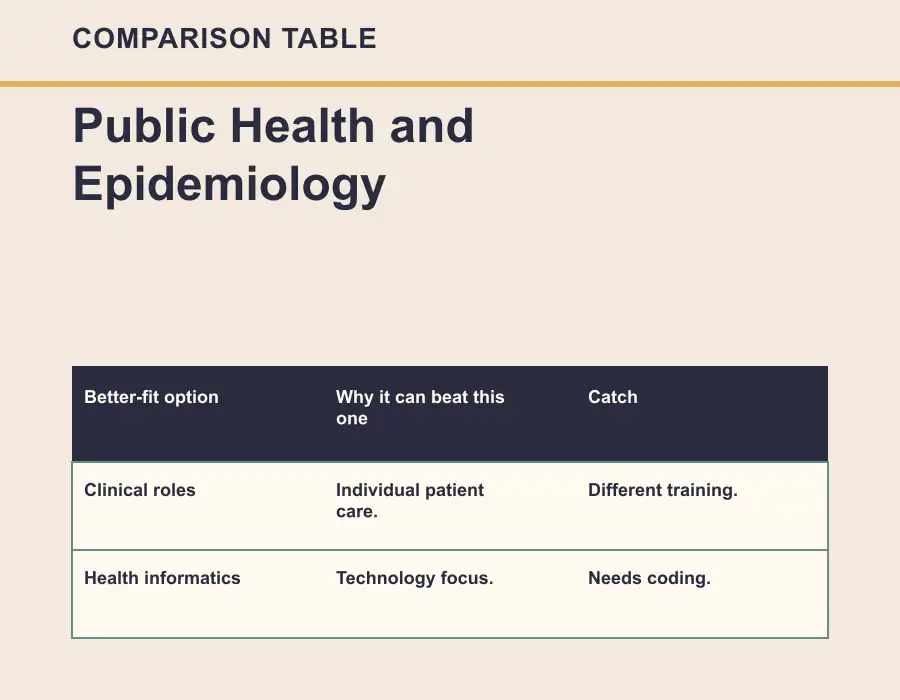 COMPARISON TABLE
Public Health and
Epidemiology
Better-fit option
Why it can beat this
one
Catch
Clinical roles
Individual patient
care.
Different training.
Health informatics
Technology focus.
Needs coding.